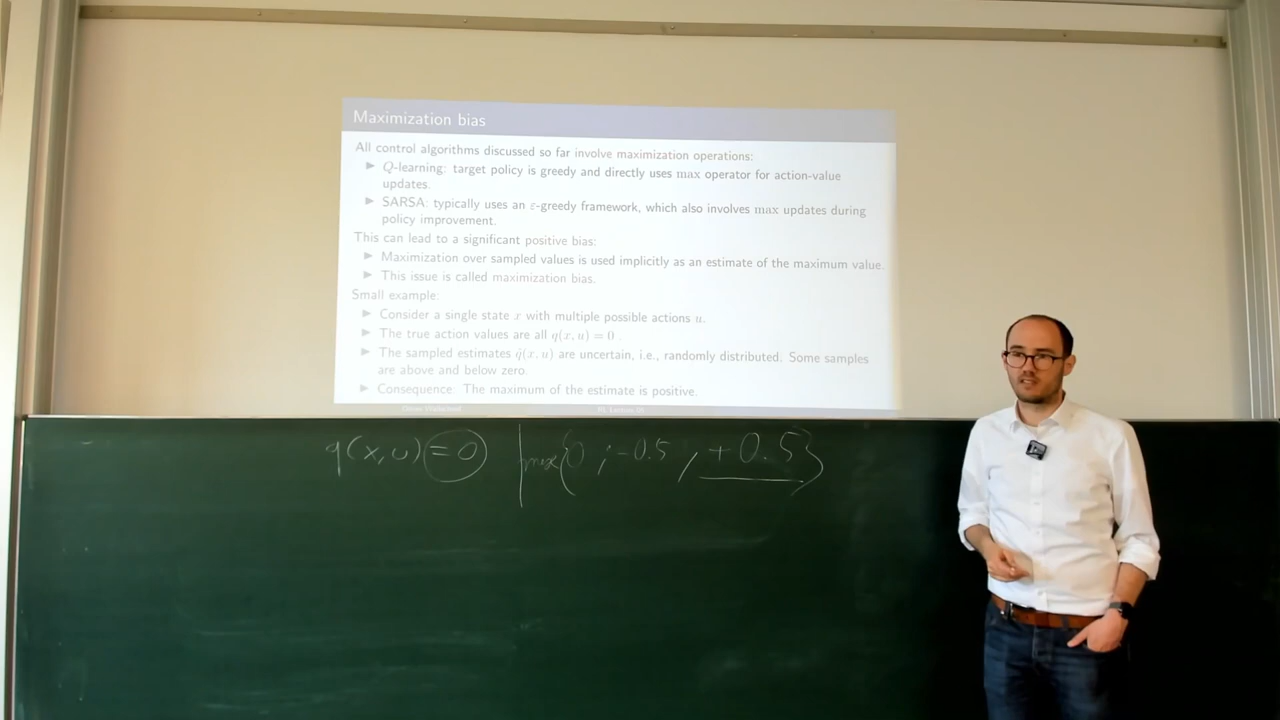 Maximization bias
All control algorithms discussed so far involve maximization operations:
▶ Q-learning: target policy is greedy and directly uses max operator for action-value
updates.
▶ SARSA: typically uses an ε-greedy framework, which also involves max updates during
policy improvement.
This can lead to a significant positive bias:
▶ Maximization over sampled values is used implicitly as an estimate of the maximum value.
▶ This issue is called maximization bias.
Small example:
▶ Consider a single state x with multiple possible actions u.
▶ The true action values are all q(x, u) = 0 .
▶ The sampled estimates q̂(x, u) are uncertain, i.e., randomly distributed. Some samples
are above and below zero.
▶ Consequence: The maximum of the estimate is positive.
q(x,u) = 0 | max{0 ; -0.5 , +0.5}